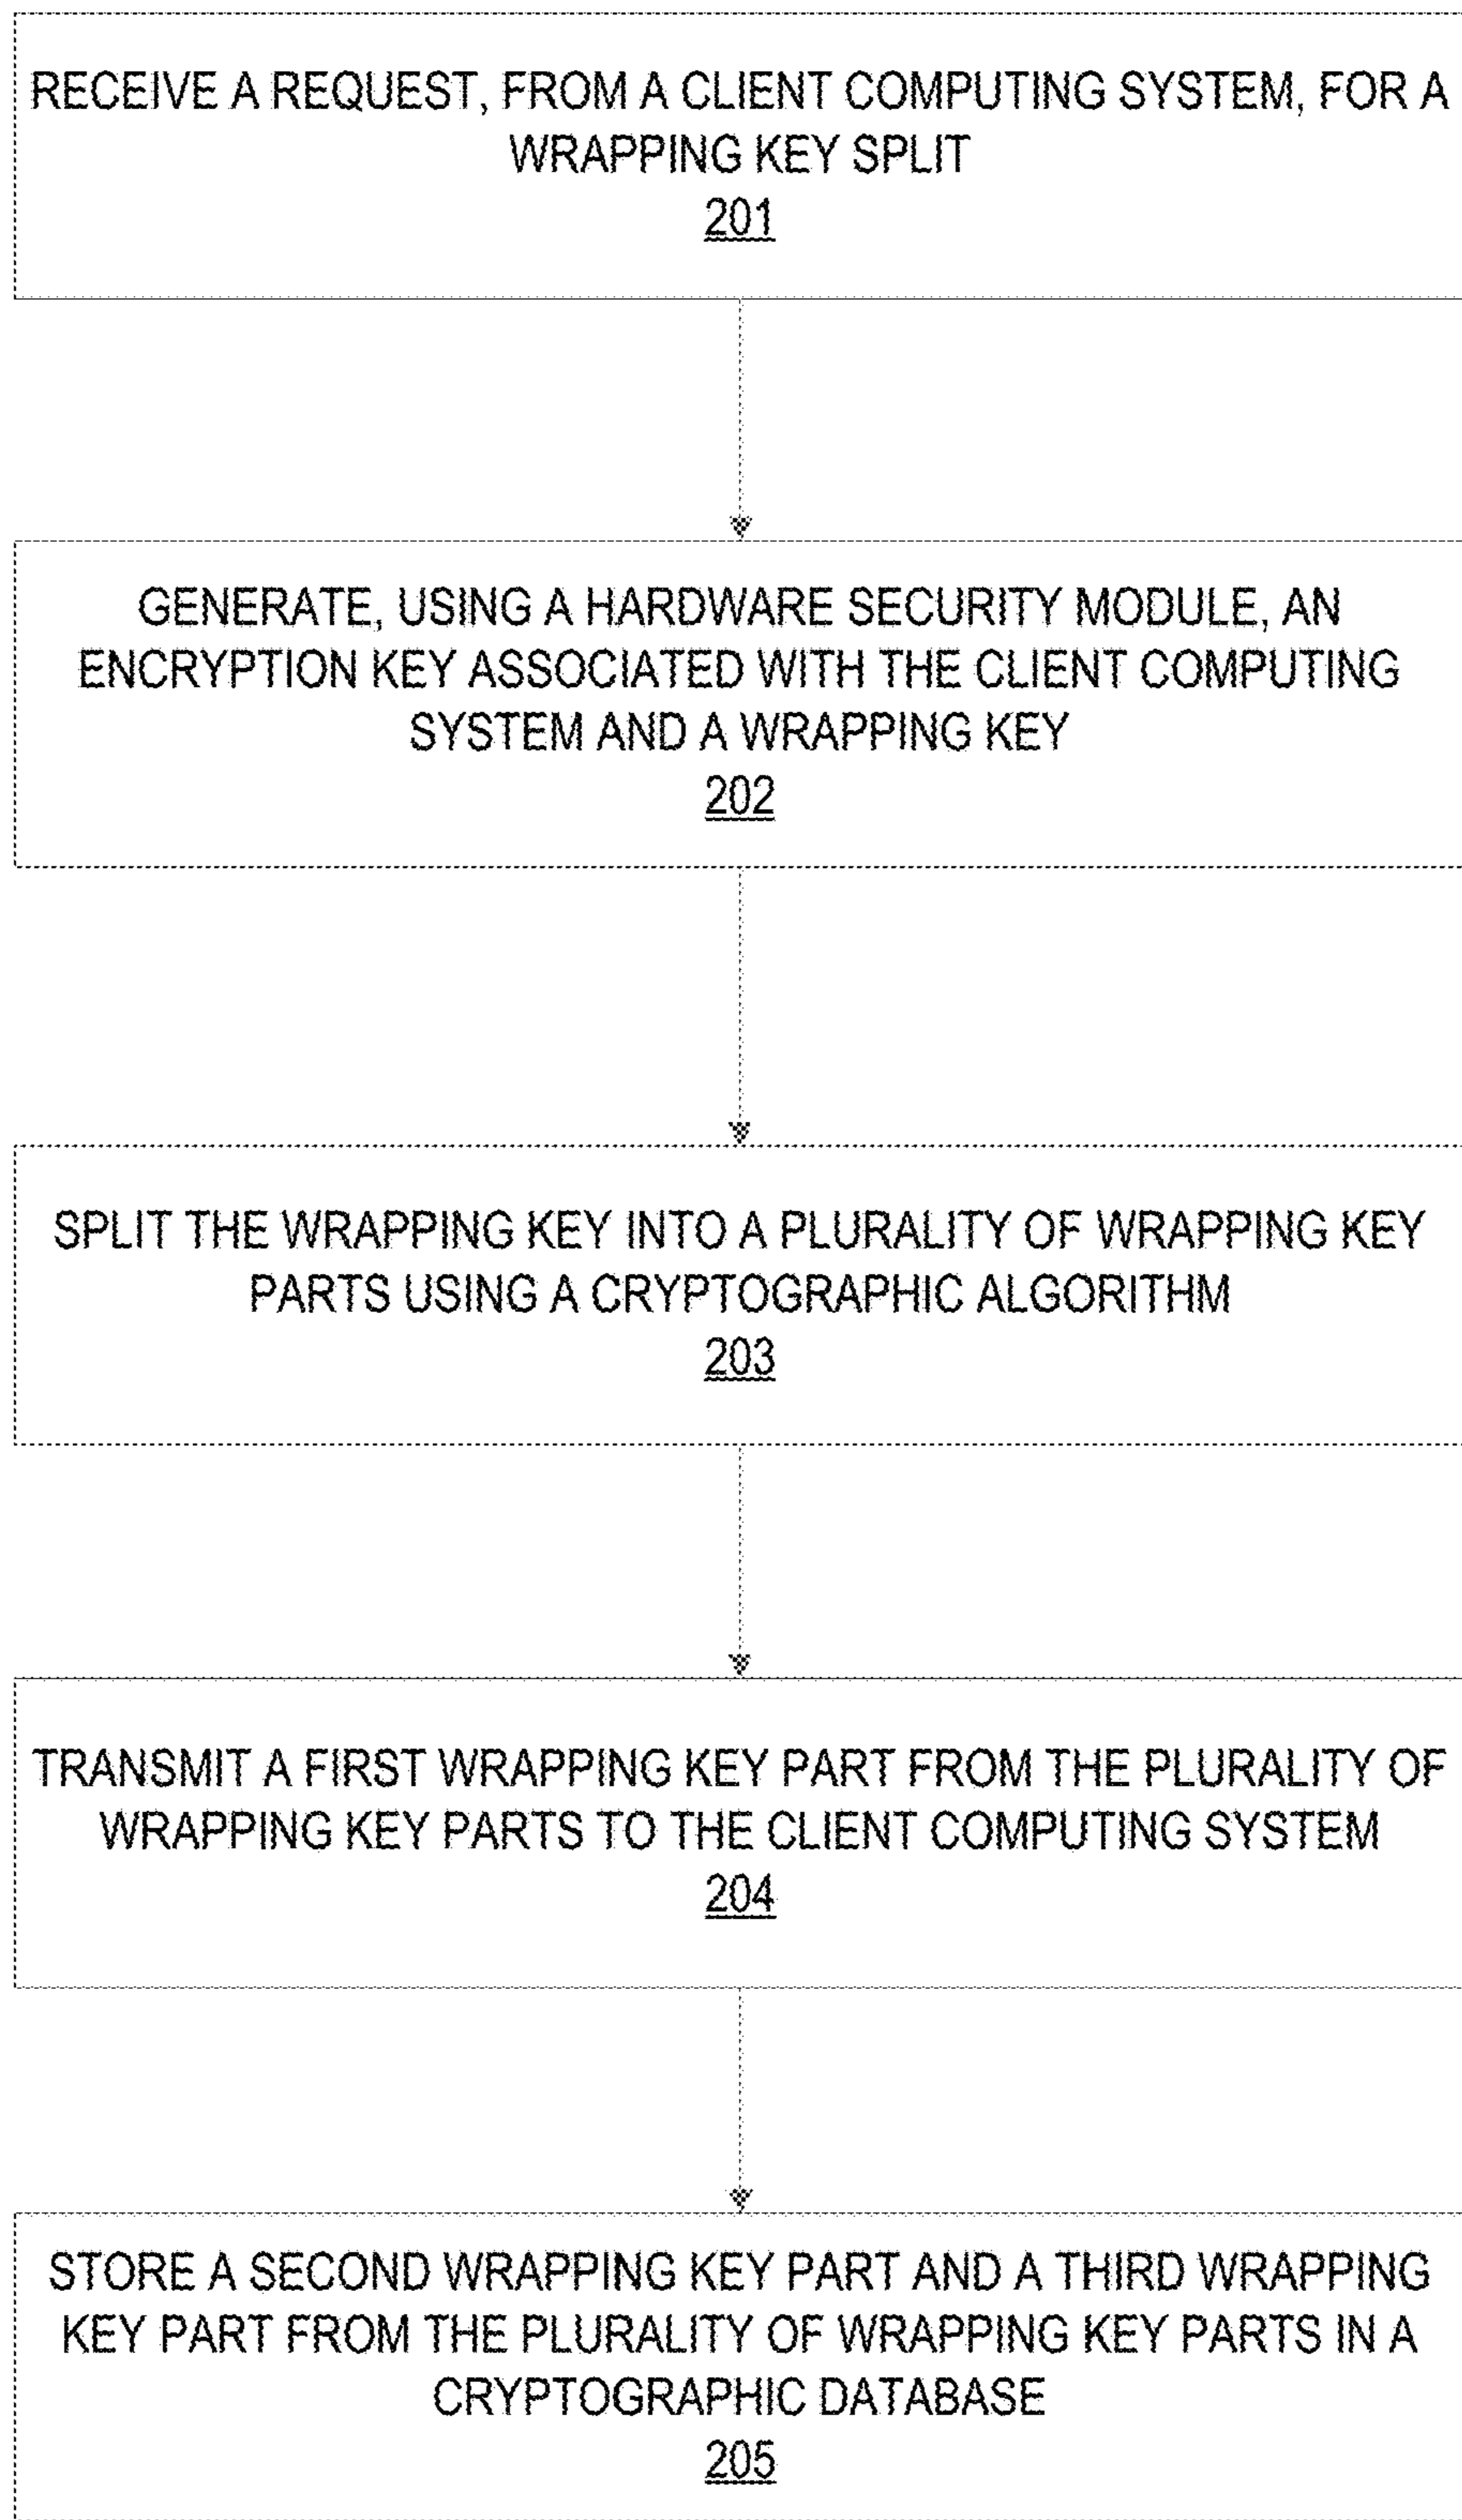 RECEIVE A REQUEST, FROM A CLIENT COMPUTING SYSTEM, FOR A
WRAPPING KEY SPLIT
201
GENERATE, USING A HARDWARE SECURITY MODULE, AN
ENCRYPTION KEY ASSOCIATED WITH THE CLIENT COMPUTING
SYSTEM AND A WRAPPING KEY
202
SPLIT THE WRAPPING KEY INTO A PLURALITY OF WRAPPING KEY
PARTS USING A CRYPTOGRAPHIC ALGORITHM
203
TRANSMIT A FIRST WRAPPING KEY PART FROM THE PLURALITY OF
WRAPPING KEY PARTS TO THE CLIENT COMPUTING SYSTEM
204
STORE A SECOND WRAPPING KEY PART AND A THIRD WRAPPING
KEY PART FROM THE PLURALITY OF WRAPPING KEY PARTS IN A
CRYPTOGRAPHIC DATABASE
205